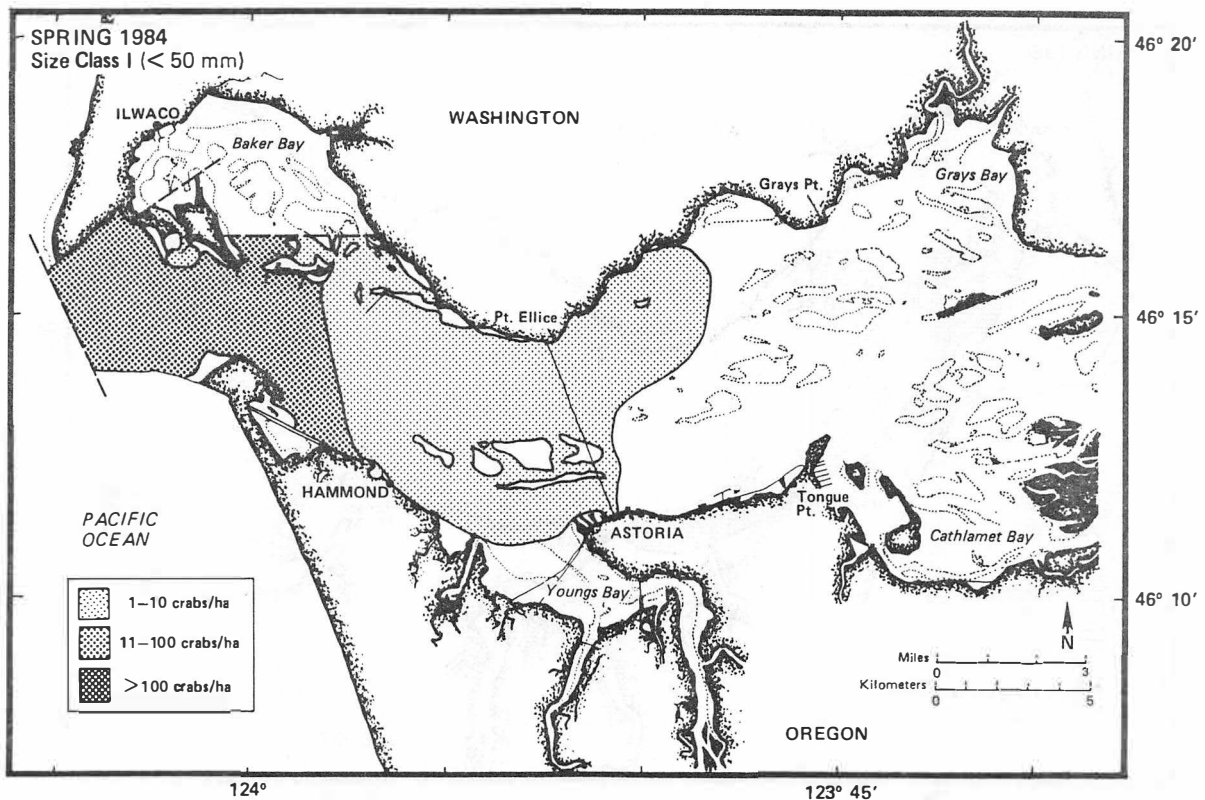 SPRING 1984
Size Class I (< 50 mm)
46° 20′
ILWACO
WASHINGTON
Baker Bay
Grays Pt.
Grays Bay
Pt. Ellice
46° 15′
HAMMOND
Tongue
Pt.
PACIFIC
OCEAN
ASTORIA
Cathlamet Bay
Youngs Bay
46° 10′
1–10 crabs/ha
11–100 crabs/ha
>100 crabs/ha
N
Miles
0 3
Kilometers
0 5
OREGON
124°
123° 45′